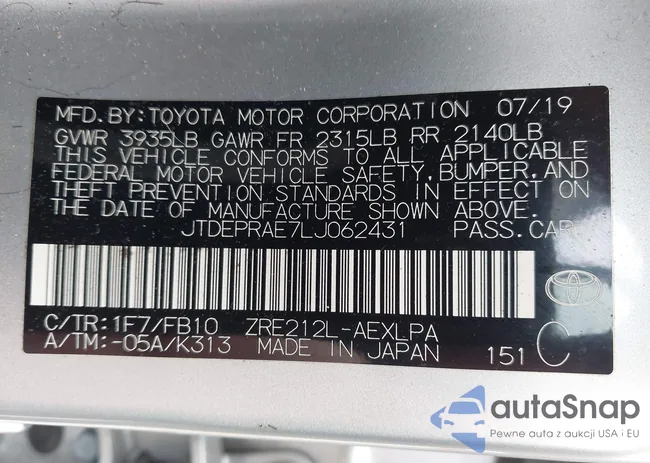 MFD. BY: TOYOTA MOTOR CORPORATION 07/19
GVWR 3935LB GAWR FR 2315LB RR 2140LB
THIS VEHICLE CONFORMS TO ALL APPLICABLE
FEDERAL MOTOR VEHICLE SAFETY, BUMPER, AND
THEFT PREVENTION STANDARDS IN EFFECT ON
THE DATE OF MANUFACTURE SHOWN ABOVE.
JTDEPRAE7LJ062431 PASS. CAR
C/TR: 1F7/FB10 ZRE212L-AEXLPA
A/TM: -05A/K313 MADE IN JAPAN 151 C
autaSnap
Pewne auta z aukcji USA i EU